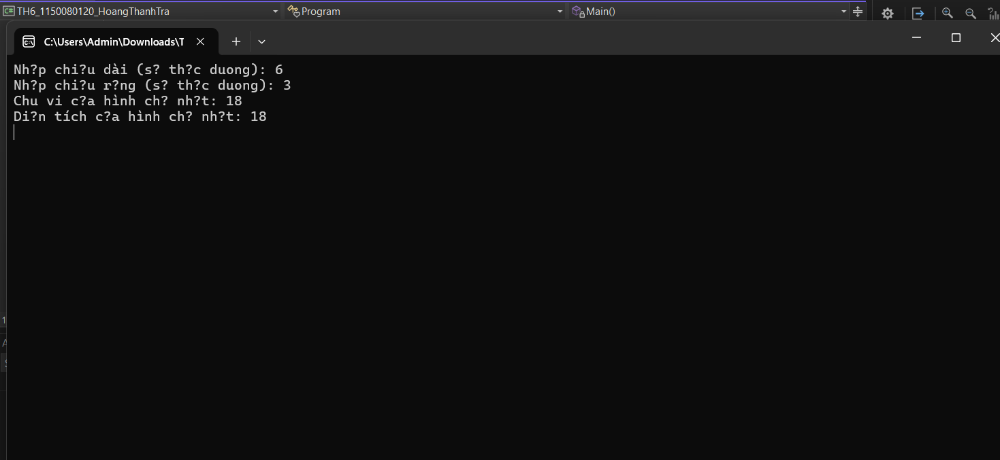 C# TH6_1150080120_HoangThanhTra
Program
Main()
C:\Users\Admin\Downloads\T
Nh?p chi?u dài (s? th?c duong): 6
Nh?p chi?u r?ng (s? th?c duong): 3
Chu vi c?a hình ch? nh?t: 18
Di?n tích c?a hình ch? nh?t: 18
1